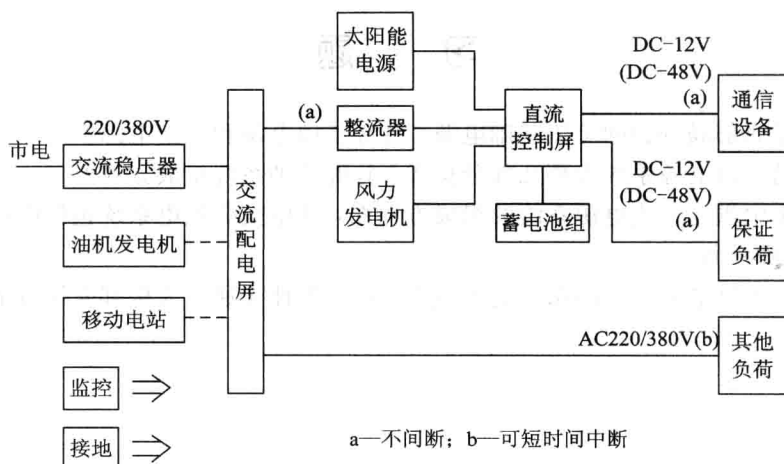 习 题
太阳能
电源
DC-12V
(DC-48V)
(a)
通信
设备
220/380V
(a)
整流器
直流
控制屏
市电
交流稳压器
交流配电屏
风力
发电机
DC-12V
(DC-48V)
(a)
油机发电机
蓄电池组
保证
负荷
移动电站
AC220/380V(b)
其他
负荷
监控
接地
a—不间断；b—可短时间中断